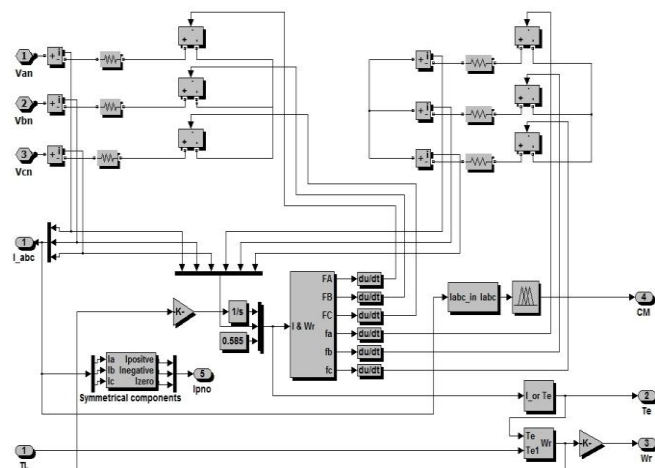 1
Van
2
Vbn
3
Vcn
1
I_abc
K-
1/s
0.585
I & Wr
FA
FB
FC
fa
fb
fc
du/dt
du/dt
du/dt
du/dt
du/dt
du/dt
Iabc_in Iabc
4
CM
Ia
Ib
Ic
Ipositve
Inegative
Izero
Symmetrical components
5
Ipno
I_or Te
2
Te
Te
Te1
Wr
K-
3
Wr
1